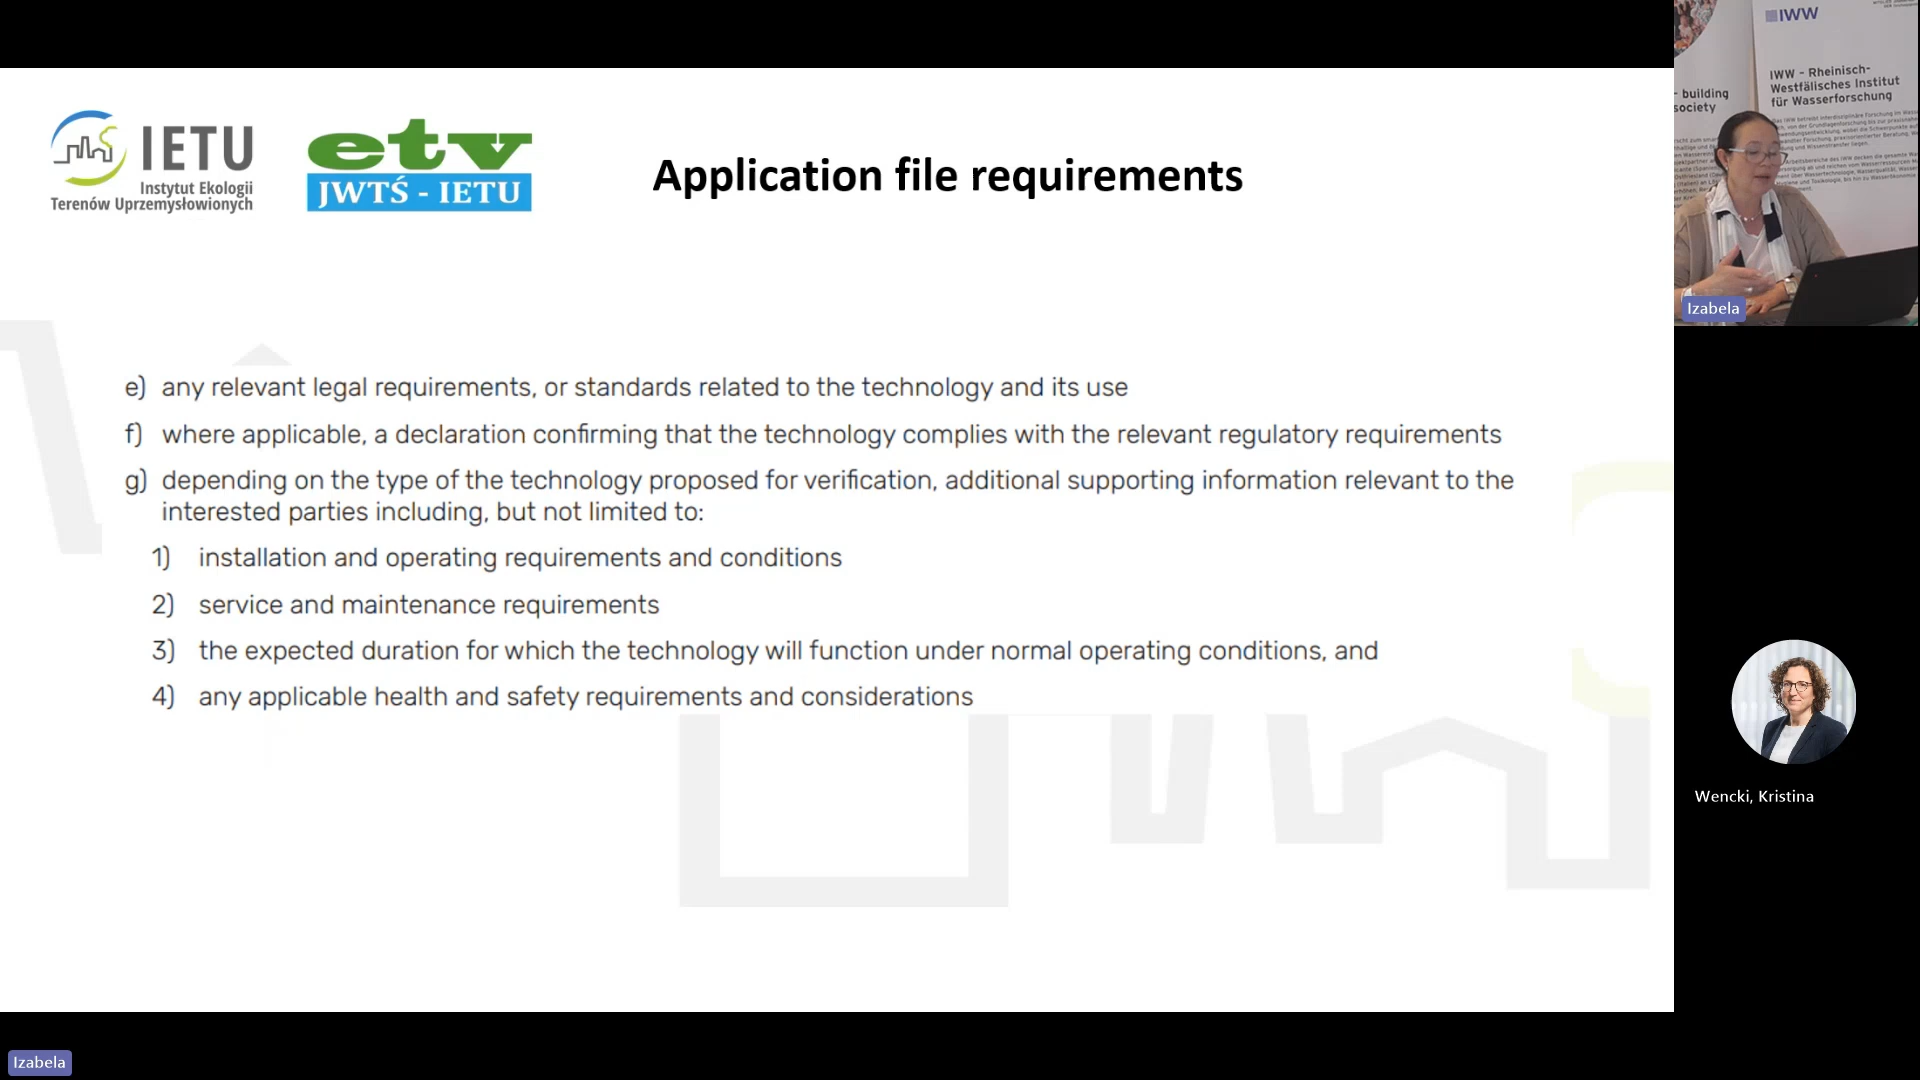 IETU
Instytut Ekologii
Terenów Uprzemysłowionych
etv
JWTŚ - IETU
Application file requirements
e) any relevant legal requirements, or standards related to the technology and its use
f) where applicable, a declaration confirming that the technology complies with the relevant regulatory requirements
g) depending on the type of the technology proposed for verification, additional supporting information relevant to the
interested parties including, but not limited to:
1) installation and operating requirements and conditions
2) service and maintenance requirements
3) the expected duration for which the technology will function under normal operating conditions, and
4) any applicable health and safety requirements and considerations
IWW
IWW - Rheinisch-
Westfälisches Institut
für Wasserforschung
building
society
Izabela
Wencki, Kristina
Izabela